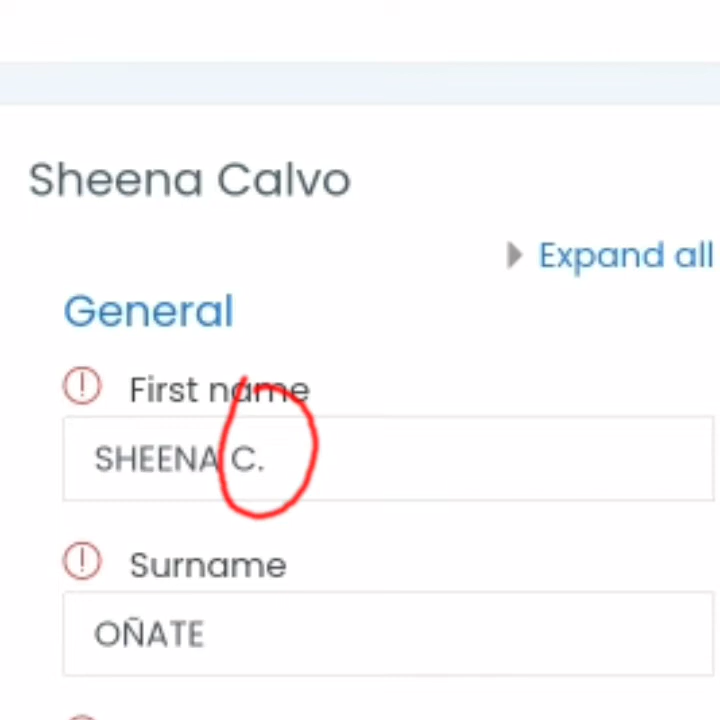 Sheena Calvo
Expand all
General
First name
SHEENA C.
Surname
OÑATE